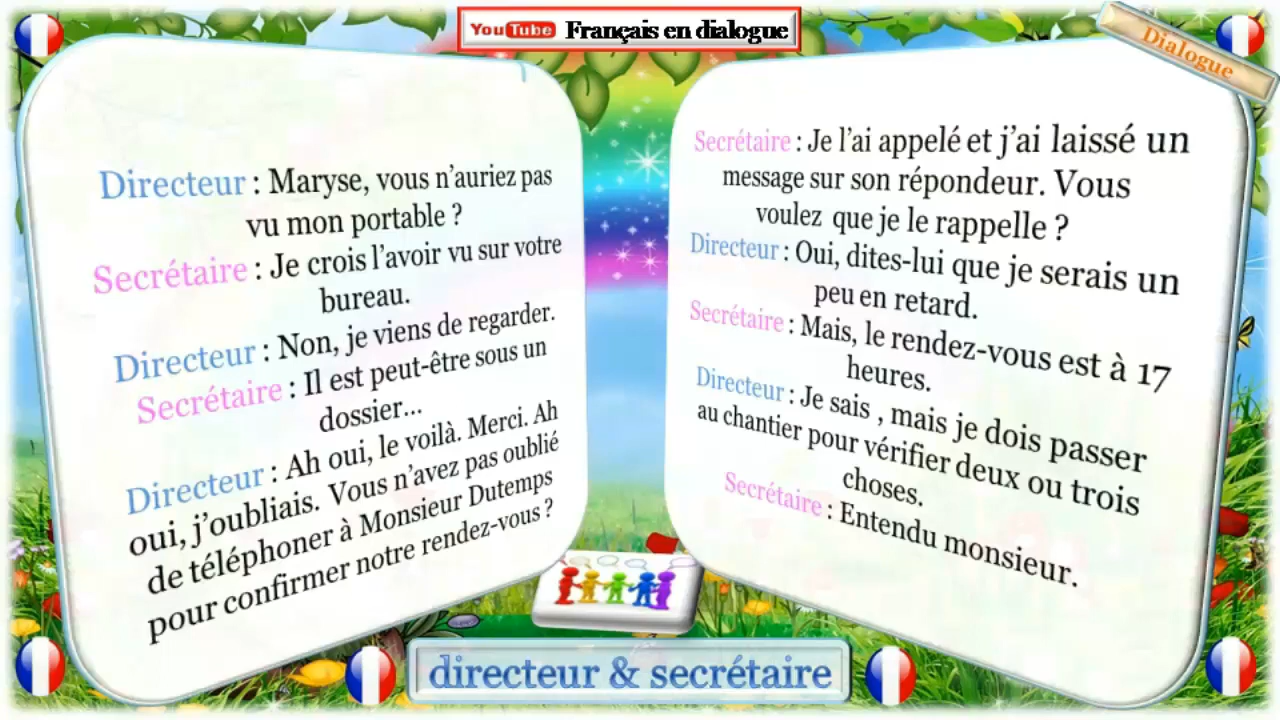 YouTube Français en dialogue
Dialogue
Directeur : Maryse, vous n'auriez pas
vu mon portable ?
Secrétaire : Je crois l'avoir vu sur votre
bureau.
Directeur : Non, je viens de regarder.
Secrétaire : Il est peut-être sous un
dossier...
Directeur : Ah oui, le voilà. Merci. Ah
oui, j'oubliais. Vous n'avez pas oublié
de téléphoner à Monsieur Dutemps
pour confirmer notre rendez-vous ?
Secrétaire : Je l'ai appelé et j'ai laissé un
message sur son répondeur. Vous
voulez que je le rappelle ?
Directeur : Oui, dites-lui que je serais un
peu en retard.
Secrétaire : Mais, le rendez-vous est à 17
heures.
Directeur : Je sais , mais je dois passer
au chantier pour vérifier deux ou trois
choses.
Secrétaire : Entendu monsieur.
directeur & secrétaire